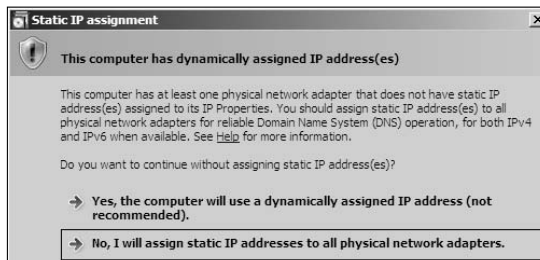 Static IP assignment
This computer has dynamically assigned IP address(es)
This computer has at least one physical network adapter that does not have static IP
address(es) assigned to its IP Properties. You should assign static IP address(es) to all
physical network adapters for reliable Domain Name System (DNS) operation, for both IPv4
and IPv6 when available. See Help for more information.
Do you want to continue without assigning static IP address(es)?
Yes, the computer will use a dynamically assigned IP address (not
recommended).
No, I will assign static IP addresses to all physical network adapters.